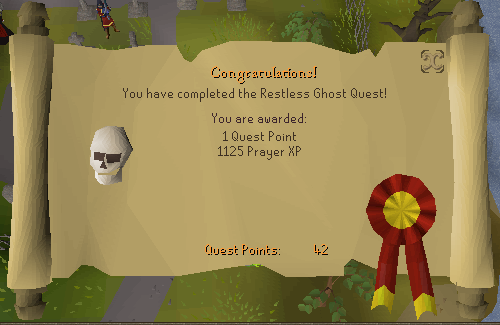 Congratulations!
You have completed the Restless Ghost Quest!
You are awarded:
1 Quest Point
1125 Prayer XP
Quest Points: 42